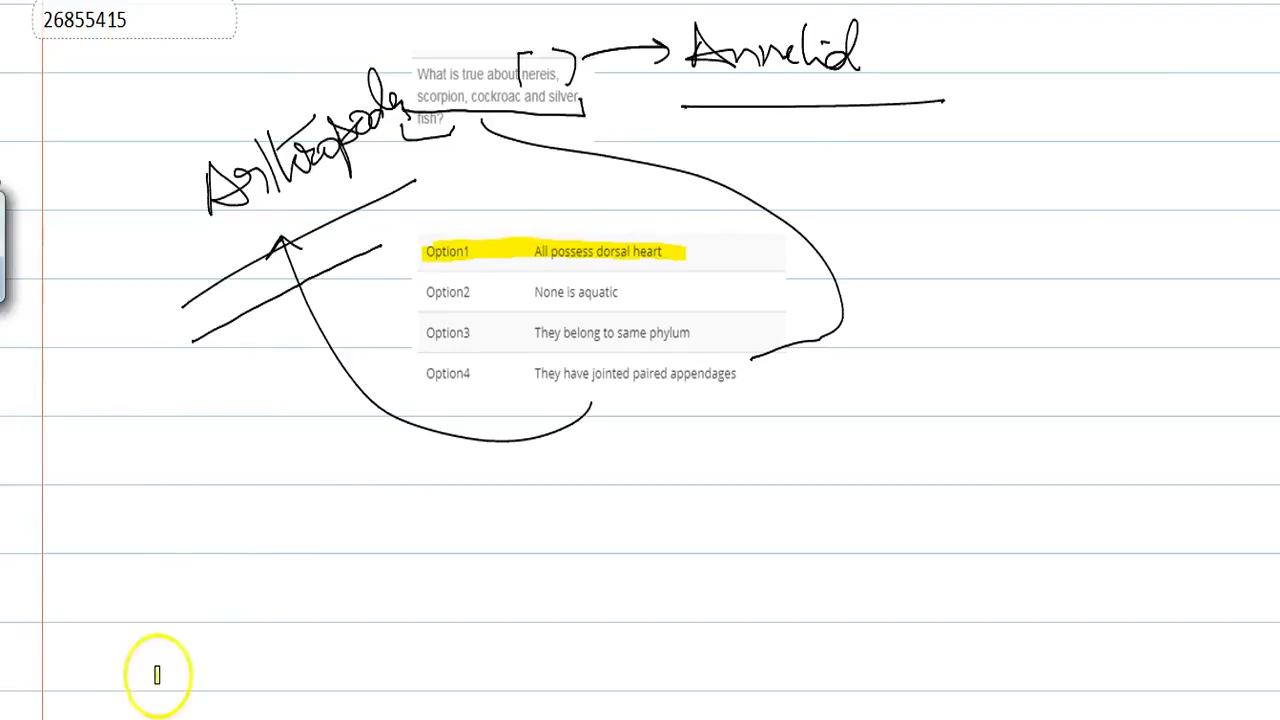 26855415
Annelid
What is true about nereis,
scorpion, cockroac and silver
fish?
Arthropoda
Option1 All possess dorsal heart
Option2 None is aquatic
Option3 They belong to same phylum
Option4 They have jointed paired appendages